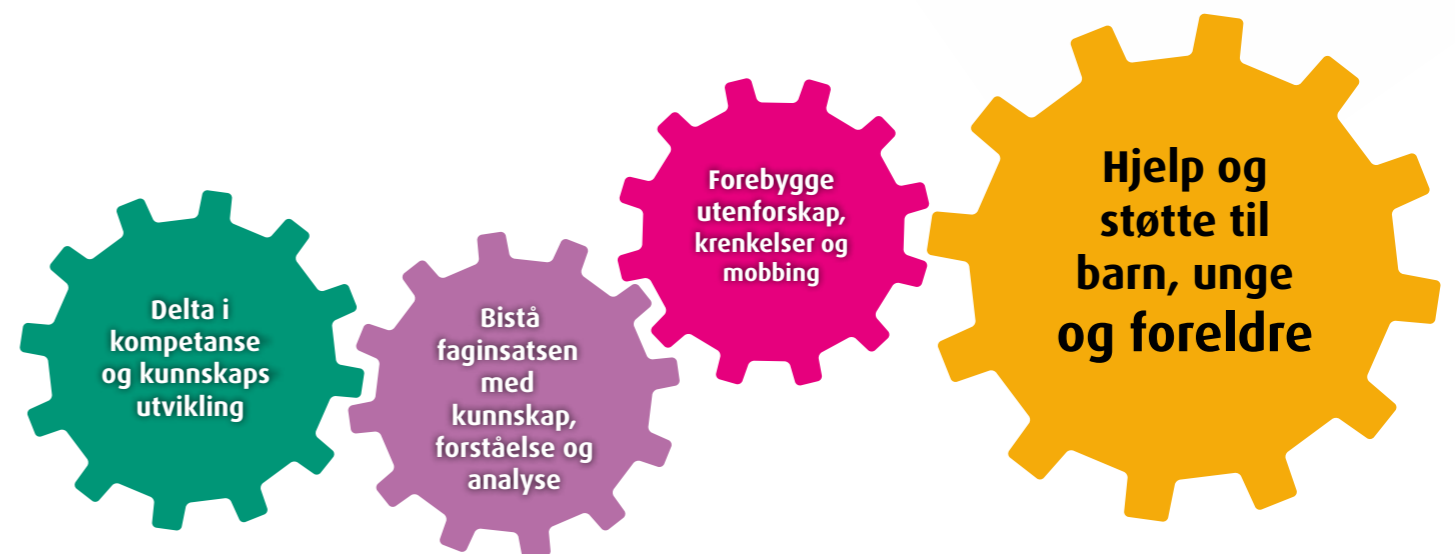 Delta i
kompetanse
og kunnskaps
utvikling
Bistå
faginsatsen
med
kunnskap,
forståelse og
analyse
Forebygge
utenforskap,
krenkelser og
mobbing
Hjelp og
støtte til
barn, unge
og foreldre